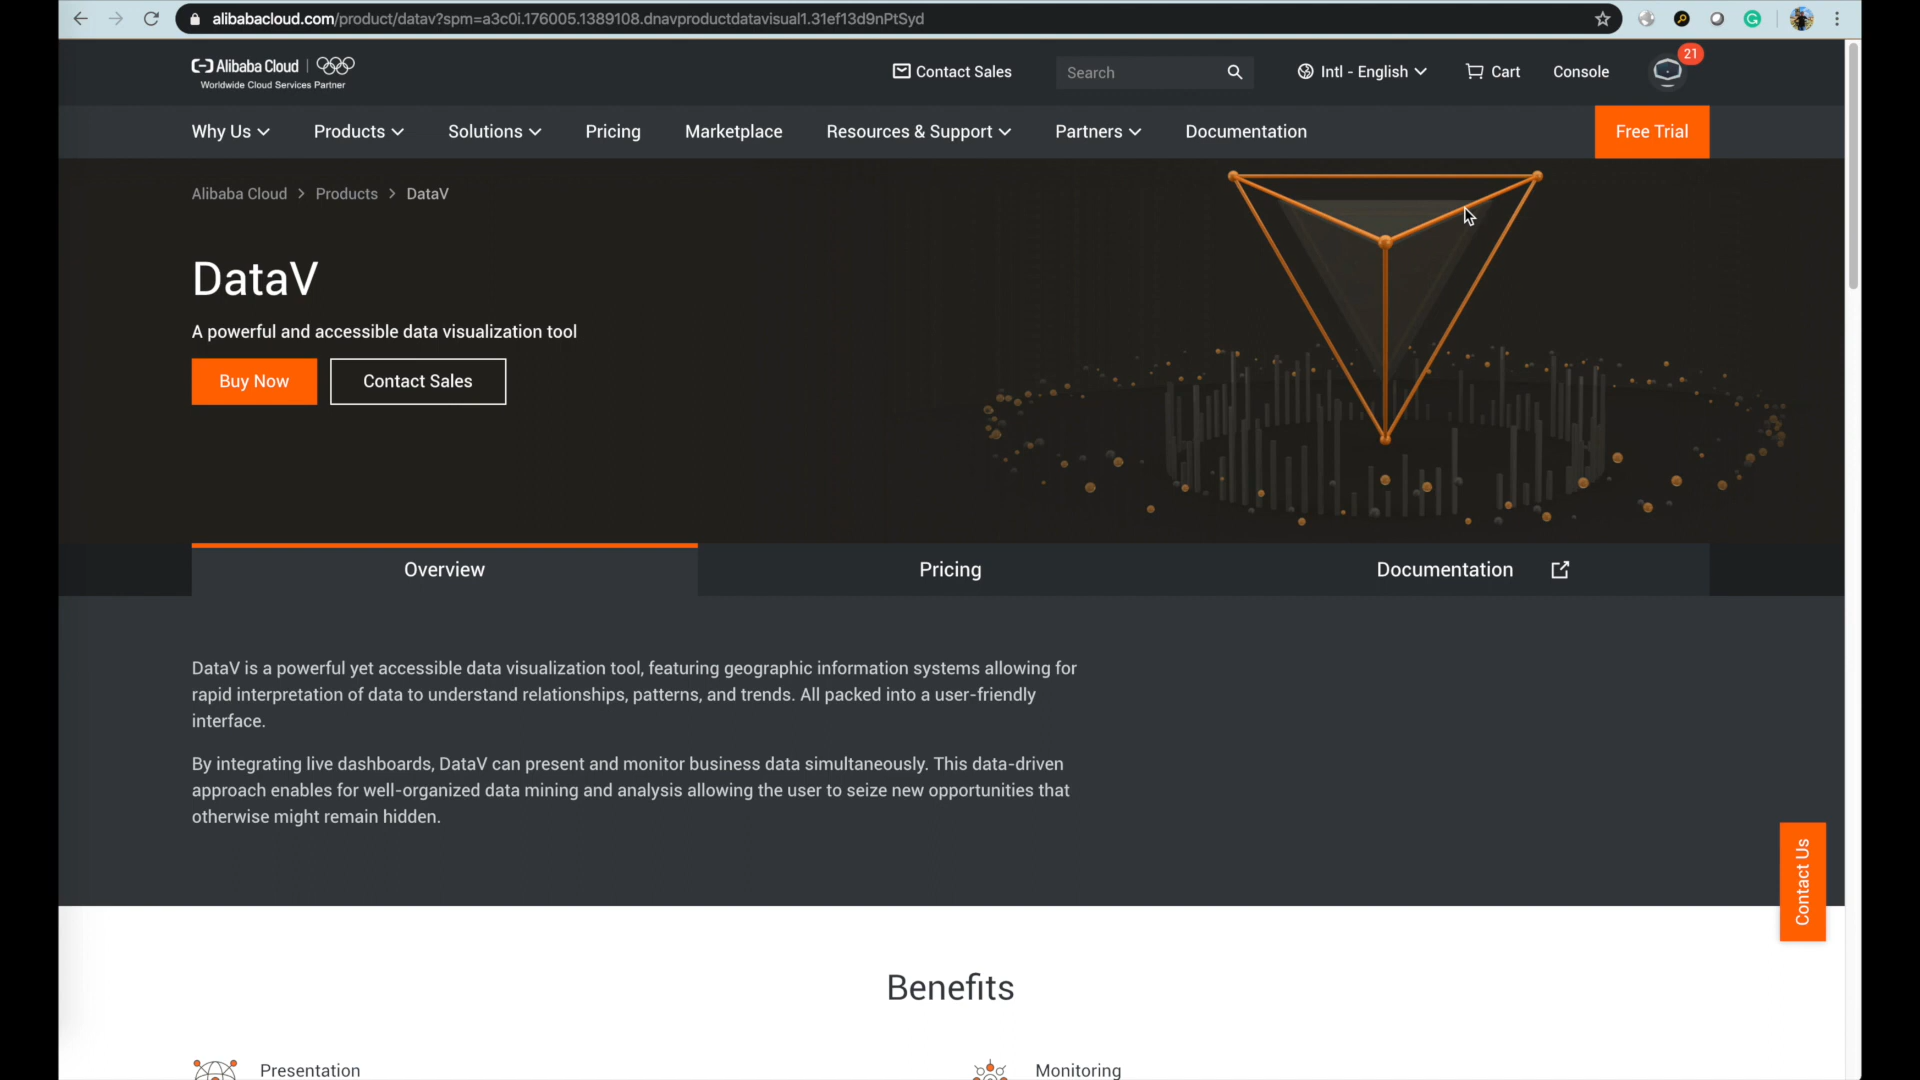 alibabacloud.com/product/datav?spm=a3c0i.176005.1389108.dnavproductdatavisual1.31ef13d9nPtSyd
Alibaba Cloud
Worldwide Cloud Services Partner
Contact Sales
Search
Intl - English
Cart
Console
21
Why Us
Products
Solutions
Pricing
Marketplace
Resources & Support
Partners
Documentation
Free Trial
Alibaba Cloud > Products > DataV
DataV
A powerful and accessible data visualization tool
Buy Now
Contact Sales
Overview
Pricing
Documentation
DataV is a powerful yet accessible data visualization tool, featuring geographic information systems allowing for
rapid interpretation of data to understand relationships, patterns, and trends. All packed into a user-friendly
interface.
By integrating live dashboards, DataV can present and monitor business data simultaneously. This data-driven
approach enables for well-organized data mining and analysis allowing the user to seize new opportunities that
otherwise might remain hidden.
Contact Us
Benefits
Presentation
Monitoring